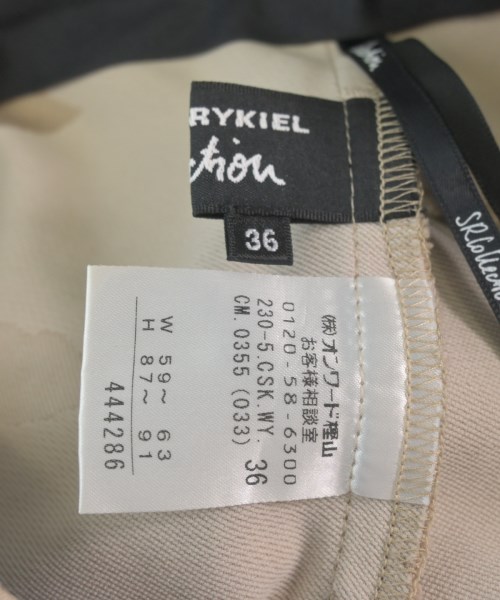 RYKIEL
ction
36
SRCollection
(株)オンワード樫山
お客様相談室
0120-58-6300
230-5.CSK.WY. 36
CM. 0355 (033)
W 59～ 63
H 87～ 91
444286